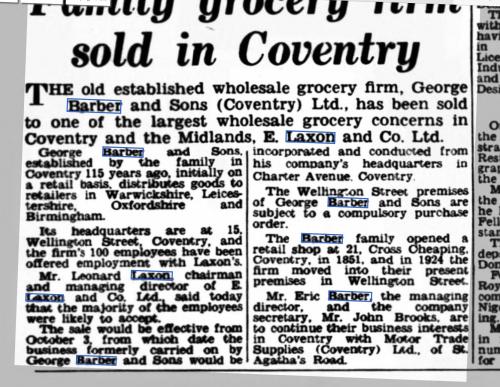 Family grocery firm
sold in Coventry
THE old established wholesale grocery firm, George
Barber and Sons (Coventry) Ltd., has been sold
to one of the largest wholesale grocery concerns in
Coventry and the Midlands, E. Laxon and Co. Ltd.
George Barber and Sons,
established by the family in
Coventry 115 years ago, initially on
a retail basis, distributes goods to
retailers in Warwickshire, Leices-
tershire, Oxfordshire and
Birmingham.
Its headquarters are at 15,
Wellington Street, Coventry, and
the firm's 100 employees have been
offered employment with Laxon's.
Mr. Leonard Laxon, chairman
and managing director of E.
Laxon and Co. Ltd., said today
that the majority of the employees
were likely to accept.
The sale would be effective from
October 3, from which date the
business formerly carried on by
George Barber and Sons would be
incorporated and conducted from
his company's headquarters in
Charter Avenue, Coventry.
The Wellington Street premises
of George Barber and Sons are
subject to a compulsory purchase
order.
The Barber family opened a
retail shop at 21, Cross Cheaping,
Coventry, in 1851, and in 1924 the
firm moved into their present
premises in Wellington Street.
Mr. Eric Barber, the managing
director, and the company
secretary, Mr. John Brooks, are
to continue their business interests
in Coventry with Motor Trade
Supplies (Coventry) Ltd., of St.
Agatha's Road.